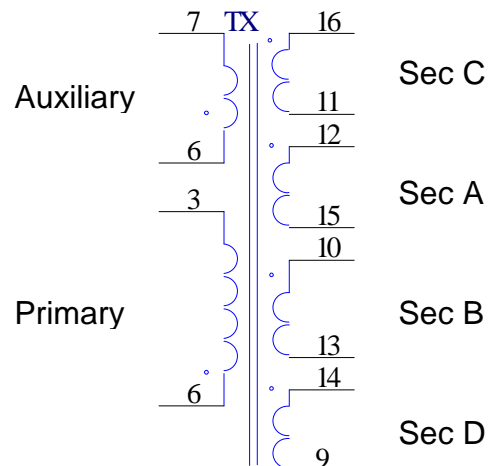 7 TX 16
Auxiliary
Sec C
11
6
12
3
Sec A
15
10
Primary
Sec B
13
6
14
Sec D
9